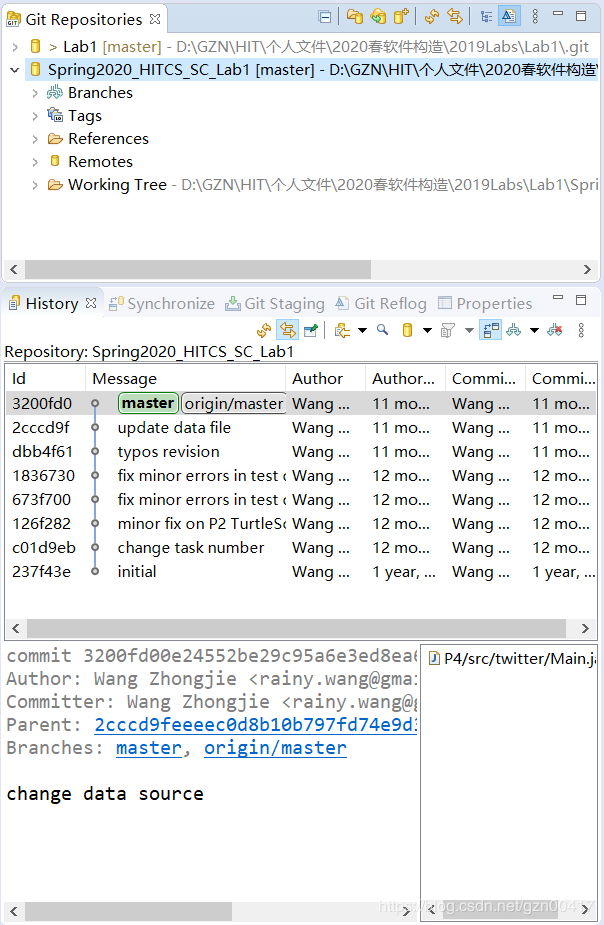 Git Repositories
> Lab1 [master] - D:\GZN\HIT\个人文件\2020春软件构造\2019Labs\Lab1\.git
Spring2020_HITCS_SC_Lab1 [master] - D:\GZN\HIT\个人文件\2020春软件构造\
Branches
Tags
References
Remotes
Working Tree - D:\GZN\HIT\个人文件\2020春软件构造\2019Labs\Lab1\Spri
History Synchronize Git Staging Git Reflog Properties
Repository: Spring2020_HITCS_SC_Lab1
Id Message Author Author... Commi... Commi...
3200fd0 master origin/master Wang ... 11 mo... Wang ... 11 mo...
2cccd9f update data file Wang ... 11 mo... Wang ... 11 mo...
dbb4f61 typos revision Wang ... 11 mo... Wang ... 11 mo...
1836730 fix minor errors in test c Wang ... 12 mo... Wang ... 12 mo...
673f700 fix minor errors in test c Wang ... 12 mo... Wang ... 12 mo...
126f282 minor fix on P2 TurtleSc Wang ... 12 mo... Wang ... 12 mo...
c01d9eb change task number Wang ... 12 mo... Wang ... 12 mo...
237f43e initial Wang ... 1 year, ... Wang ... 1 year, ...
commit 3200fd00e24552be29c95a6e3ed8ea6
Author: Wang Zhongjie <rainy.wang@gmai
Committer: Wang Zhongjie <rainy.wang@g
Parent: 2cccd9feeeec0d8b10b797fd74e9d3
Branches: master, origin/master
change data source
P4/src/twitter/Main.ja